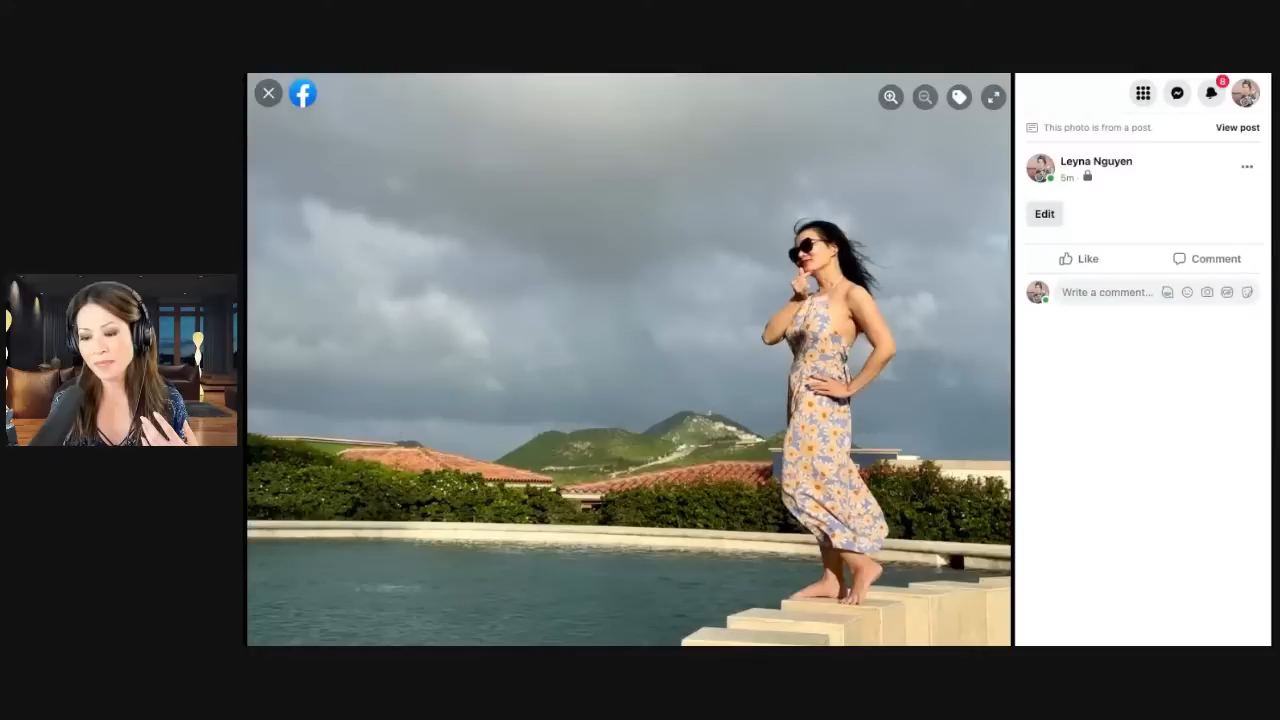 This photo is from a post.
View post
Leyna Nguyen
5m ·
Edit
Like
Comment
Write a comment...
8